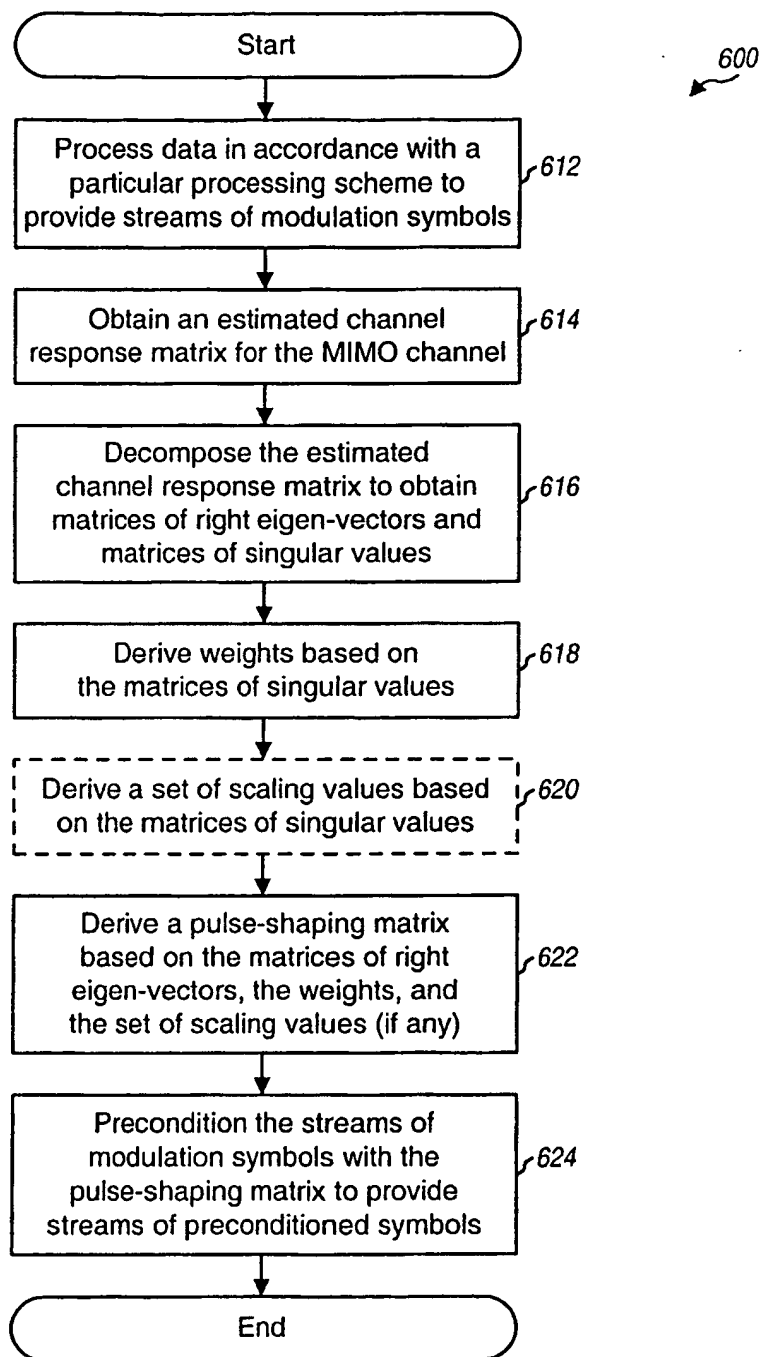 Start
600
Process data in accordance with a
particular processing scheme to
provide streams of modulation symbols
612
Obtain an estimated channel
response matrix for the MIMO channel
614
Decompose the estimated
channel response matrix to obtain
matrices of right eigen-vectors and
matrices of singular values
616
Derive weights based on
the matrices of singular values
618
Derive a set of scaling values based
on the matrices of singular values
620
Derive a pulse-shaping matrix
based on the matrices of right
eigen-vectors, the weights, and
the set of scaling values (if any)
622
Precondition the streams of
modulation symbols with the
pulse-shaping matrix to provide
streams of preconditioned symbols
624
End